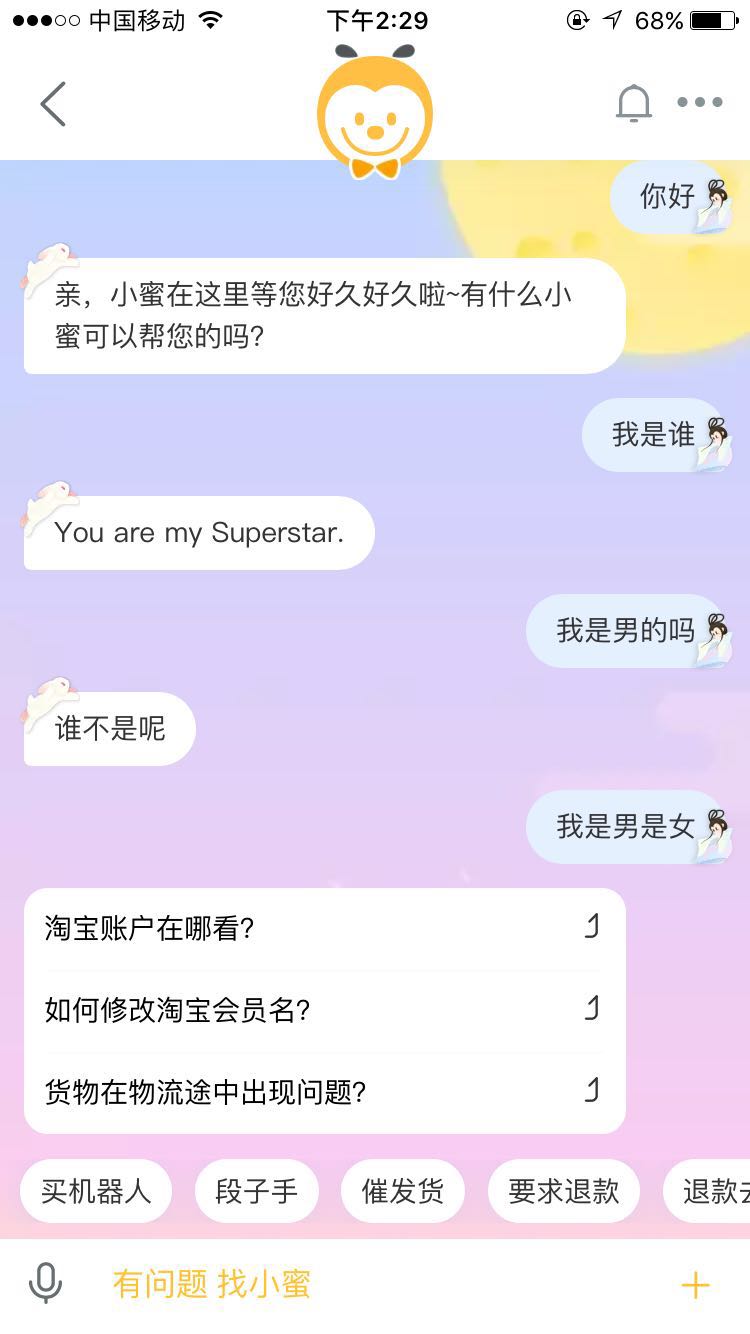 中国移动 下午2:29 68%
你好
亲，小蜜在这里等您好久好久啦~有什么小
蜜可以帮您的吗?
我是谁
You are my Superstar.
我是男的吗
谁不是呢
我是男是女
淘宝账户在哪看?
如何修改淘宝会员名?
货物在物流途中出现问题?
买机器人 段子手 催发货 要求退款 退款
有问题 找小蜜